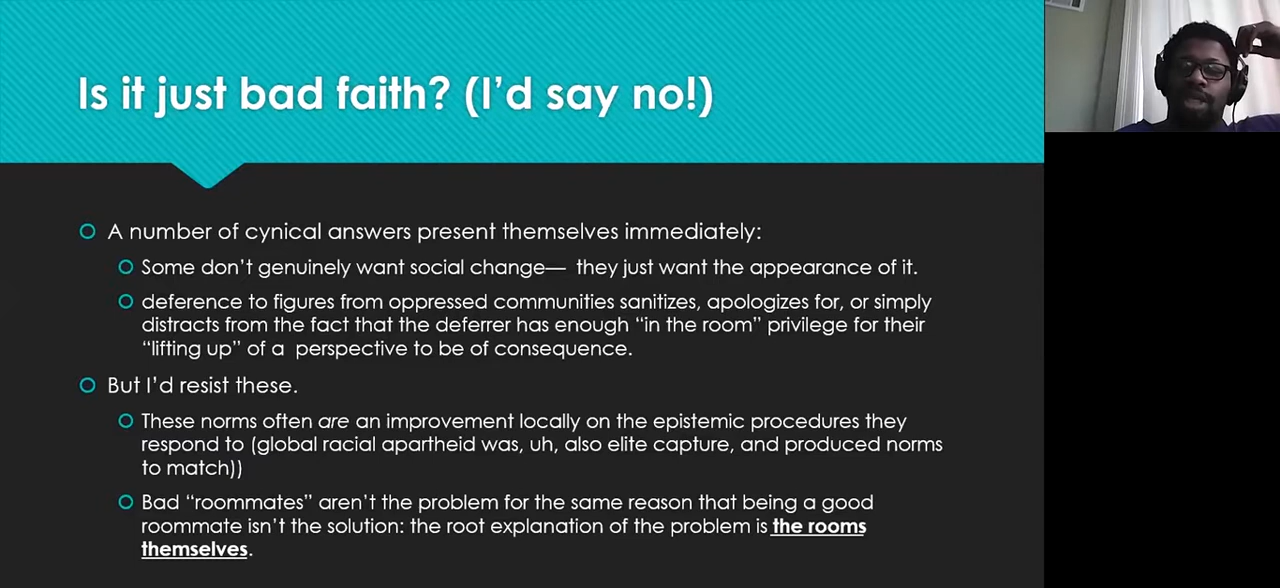 Is it just bad faith? (I'd say no!)
A number of cynical answers present themselves immediately:
Some don't genuinely want social change— they just want the appearance of it.
deference to figures from oppressed communities sanitizes, apologizes for, or simply
distracts from the fact that the deferrer has enough “in the room” privilege for their
“lifting up” of a perspective to be of consequence.
But I'd resist these.
These norms often are an improvement locally on the epistemic procedures they
respond to (global racial apartheid was, uh, also elite capture, and produced norms
to match))
Bad “roommates” aren't the problem for the same reason that being a good
roommate isn't the solution: the root explanation of the problem is the rooms
themselves.